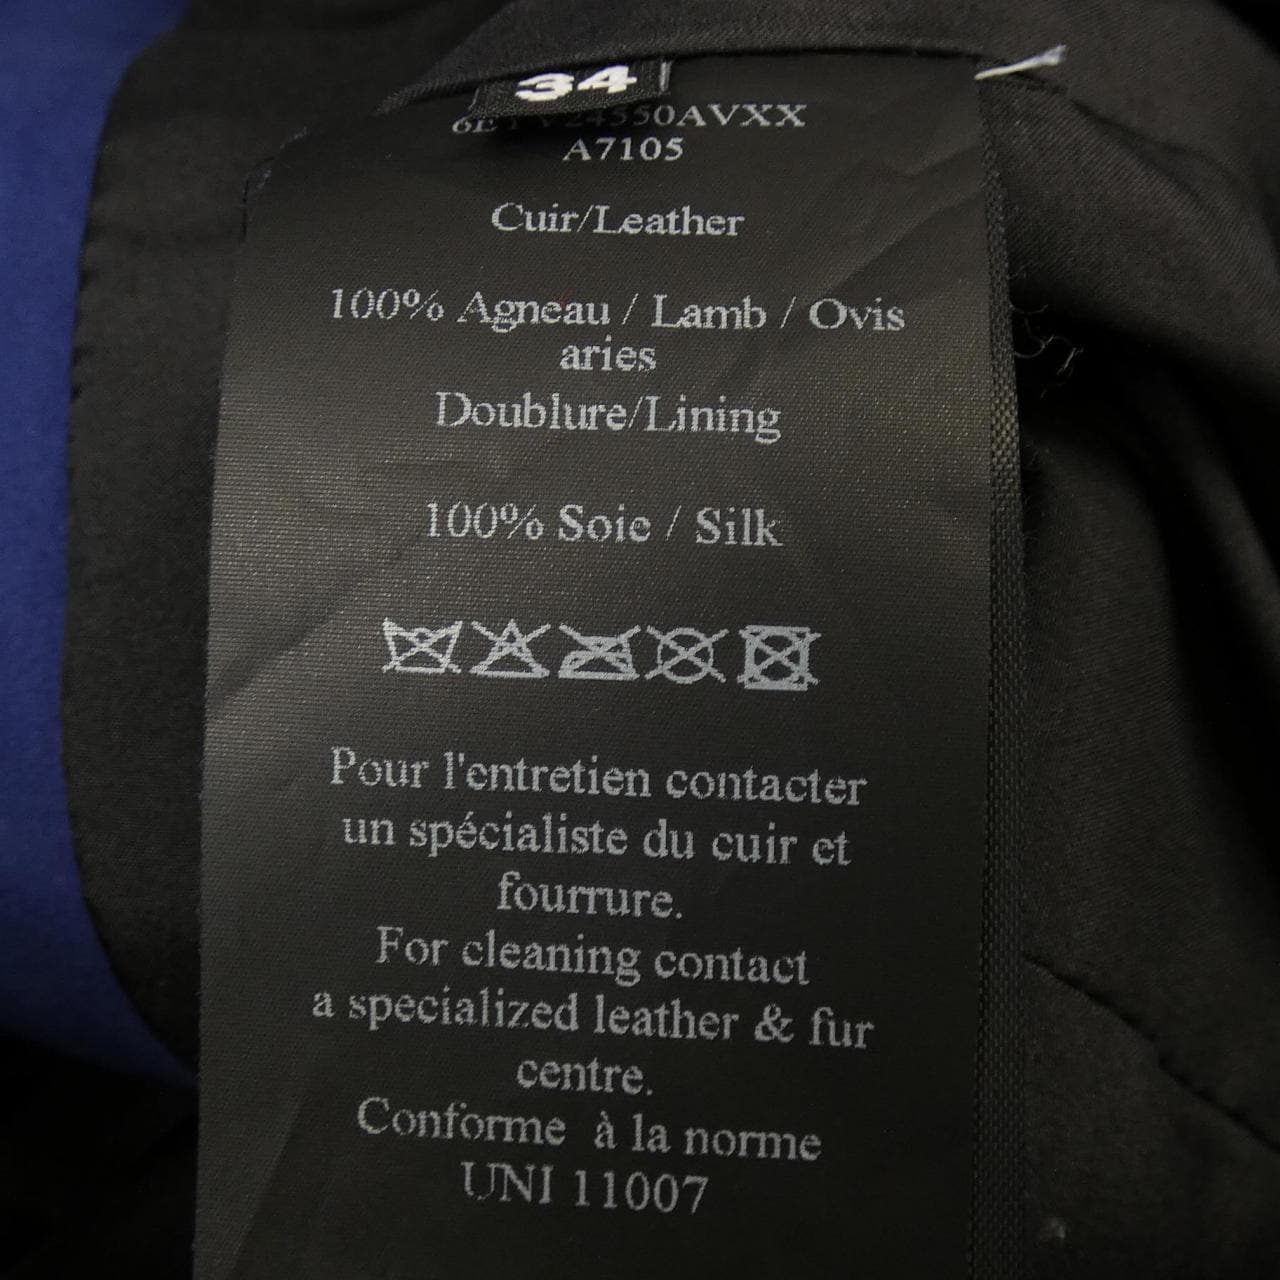 34
A7105
Cuir/Leather
100% Agneau / Lamb / Ovis
aries
Doublure/Lining
100% Soie / Silk
Pour l'entretien contacter
un spécialiste du cuir et
fourrure.
For cleaning contact
a specialized leather & fur
centre.
Conforme à la norme
UNI 11007